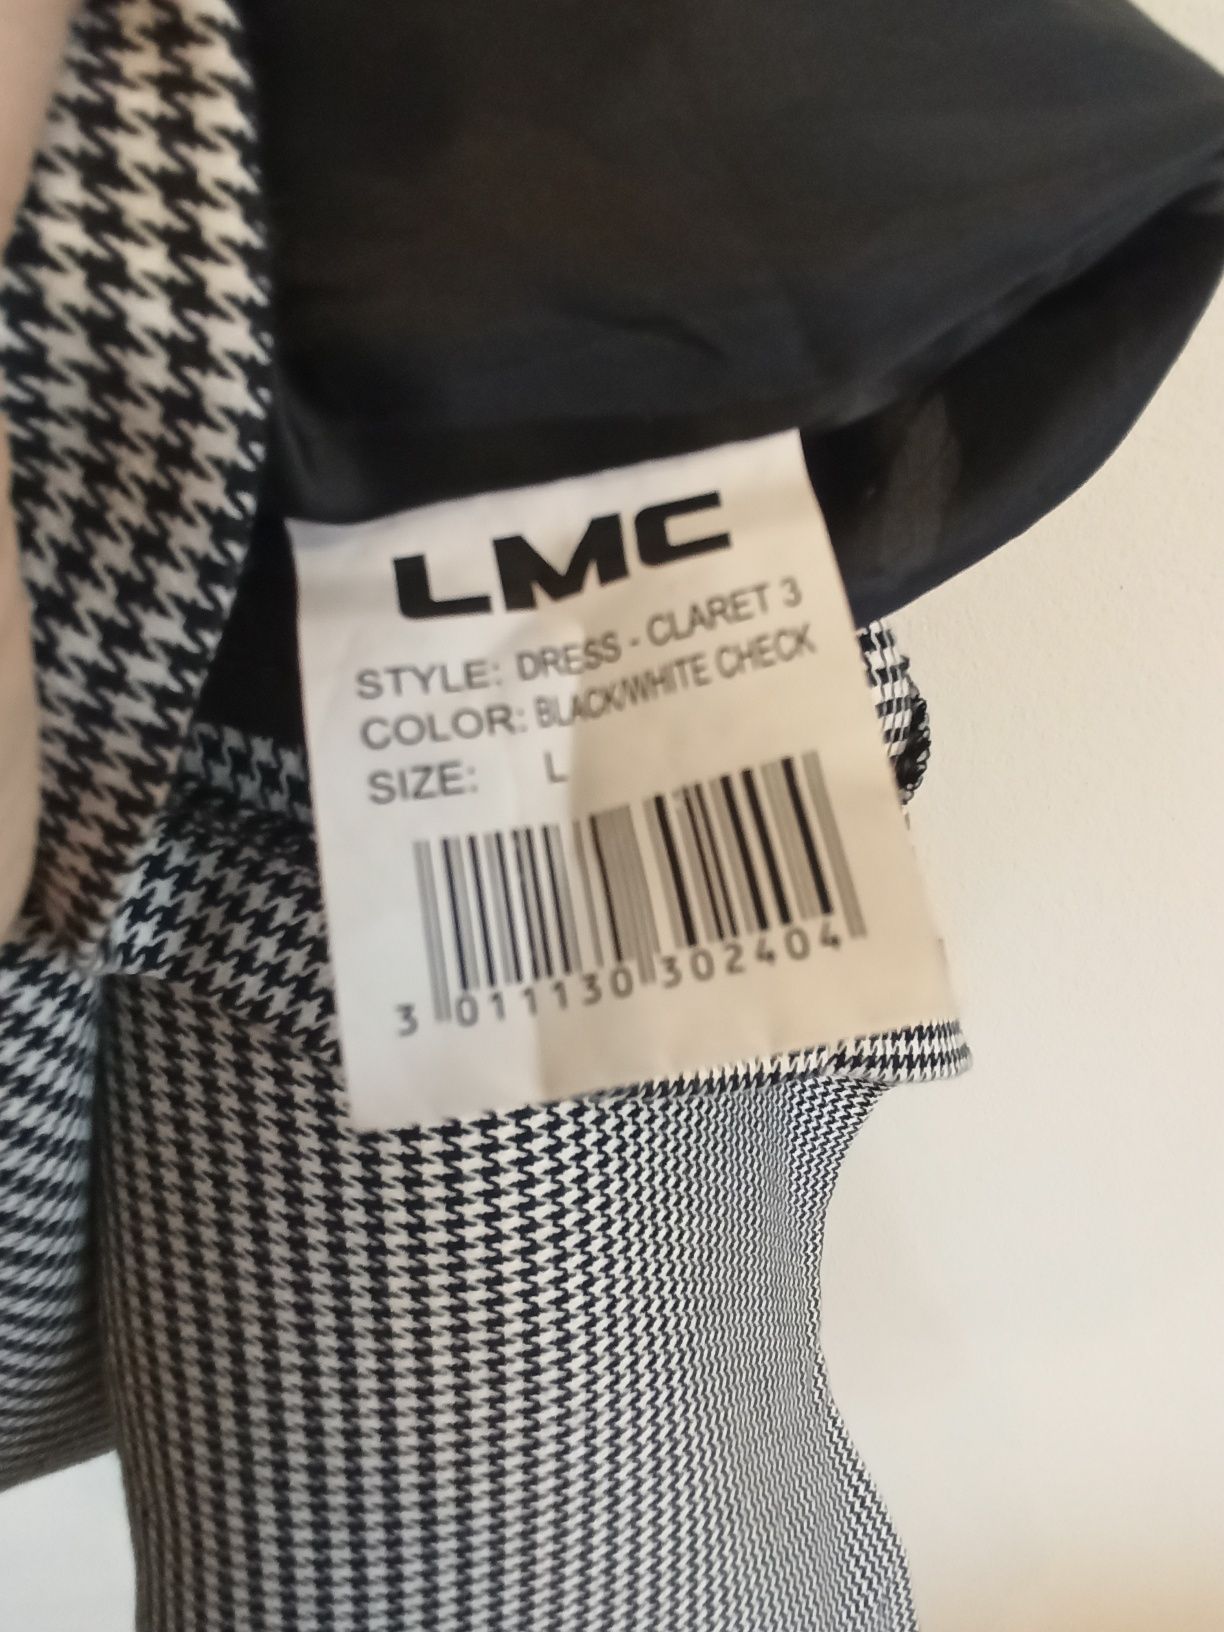 LMC
STYLE: DRESS - CLARET 3
COLOR: BLACK/WHITE CHECK
SIZE: L
3 011130 302404